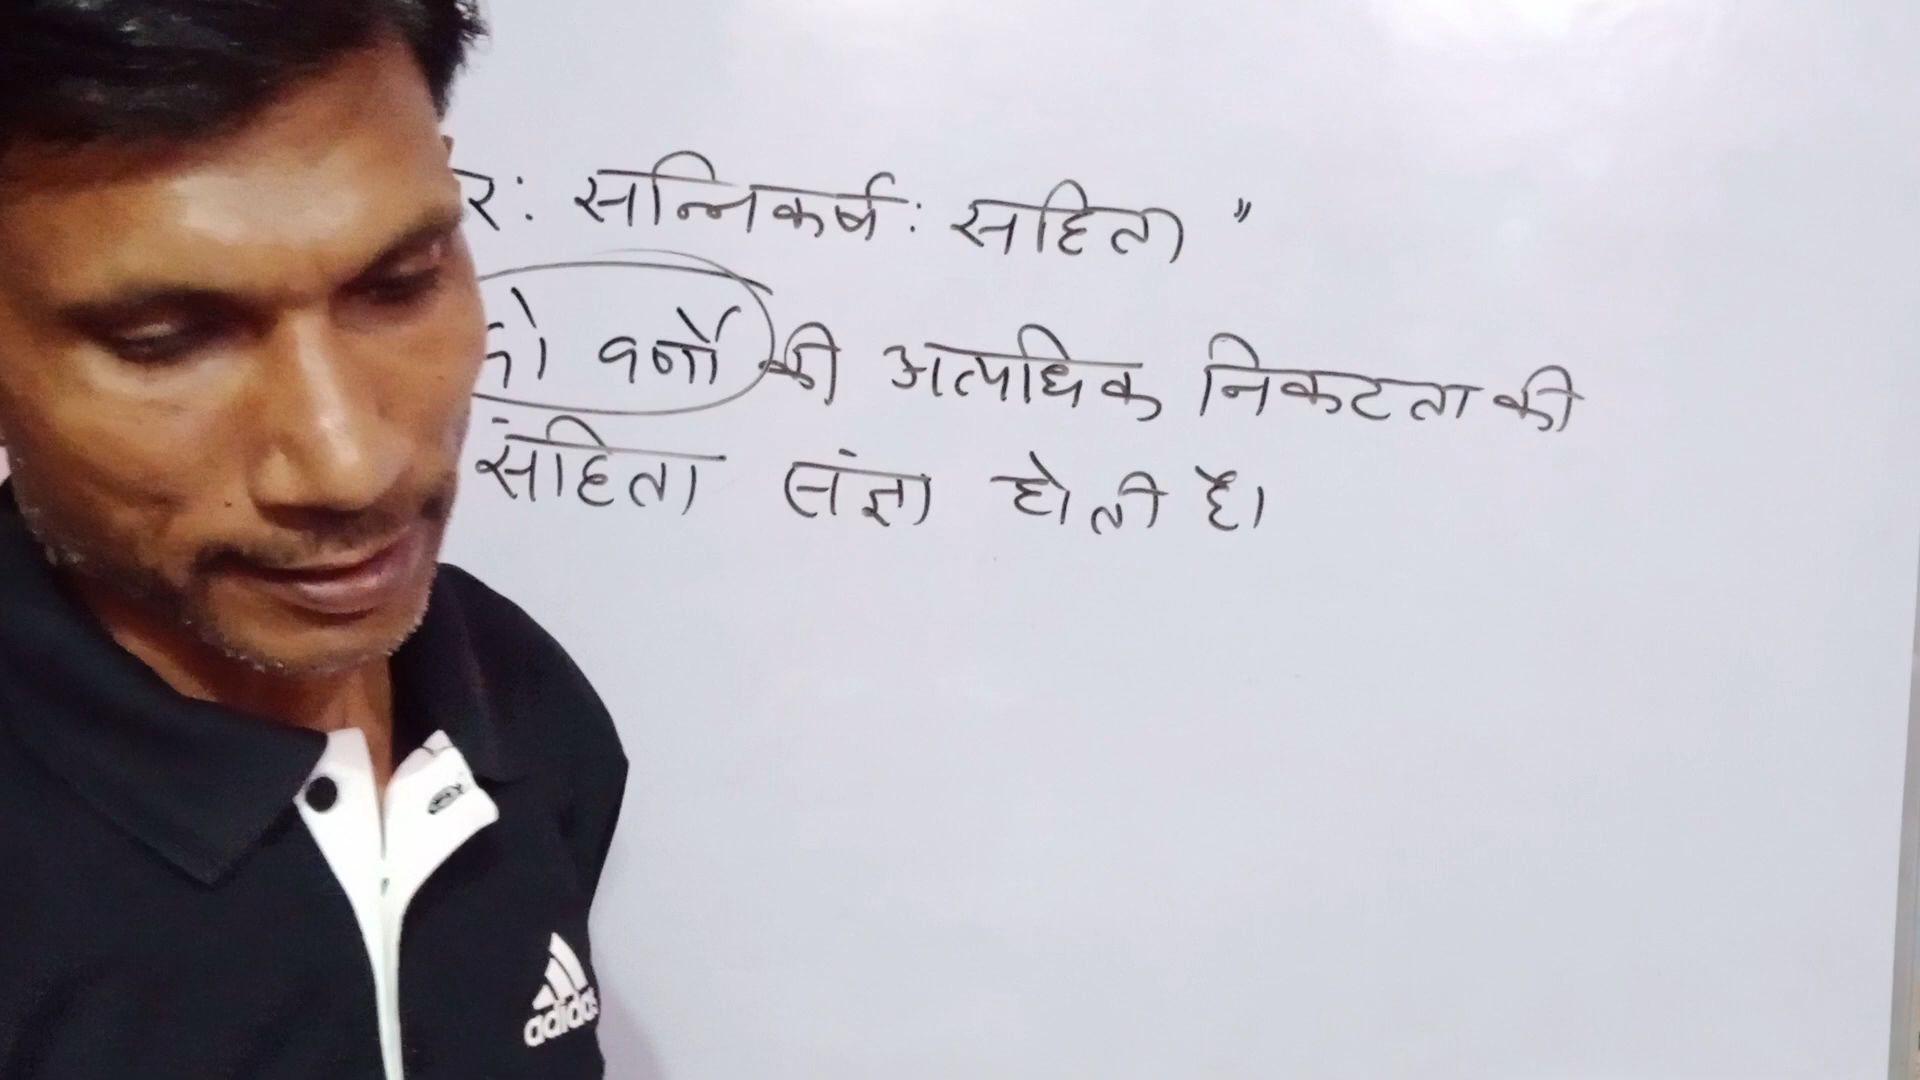 रः सन्निकर्षः सहिता "
वर्णो की अत्यधिक निकटता की
संहिता संज्ञा होती है।
adidas